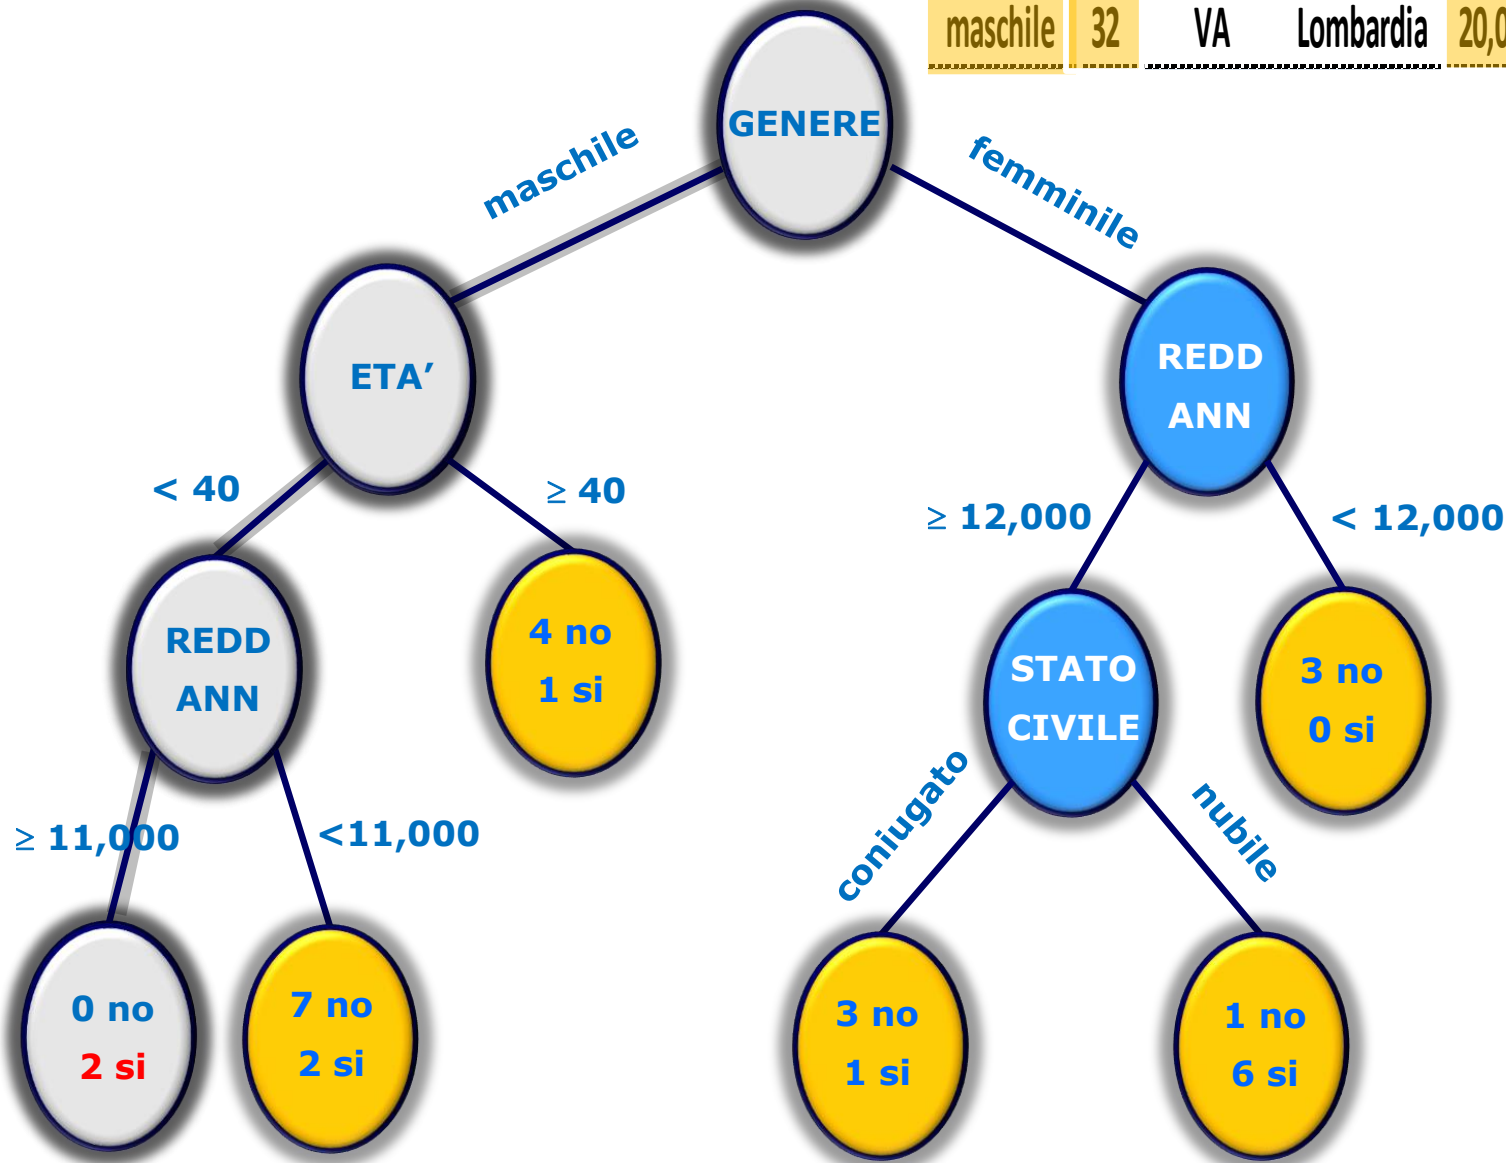 maschile 32 VA Lombardia
GENERE
maschile
femminile
ETA’
REDD
ANN
< 40
≥ 40
≥ 12,000
< 12,000
REDD
ANN
4 no
1 si
STATO
CIVILE
3 no
0 si
≥ 11,000
<11,000
coniugato
nubile
0 no
2 si
7 no
2 si
3 no
1 si
1 no
6 si